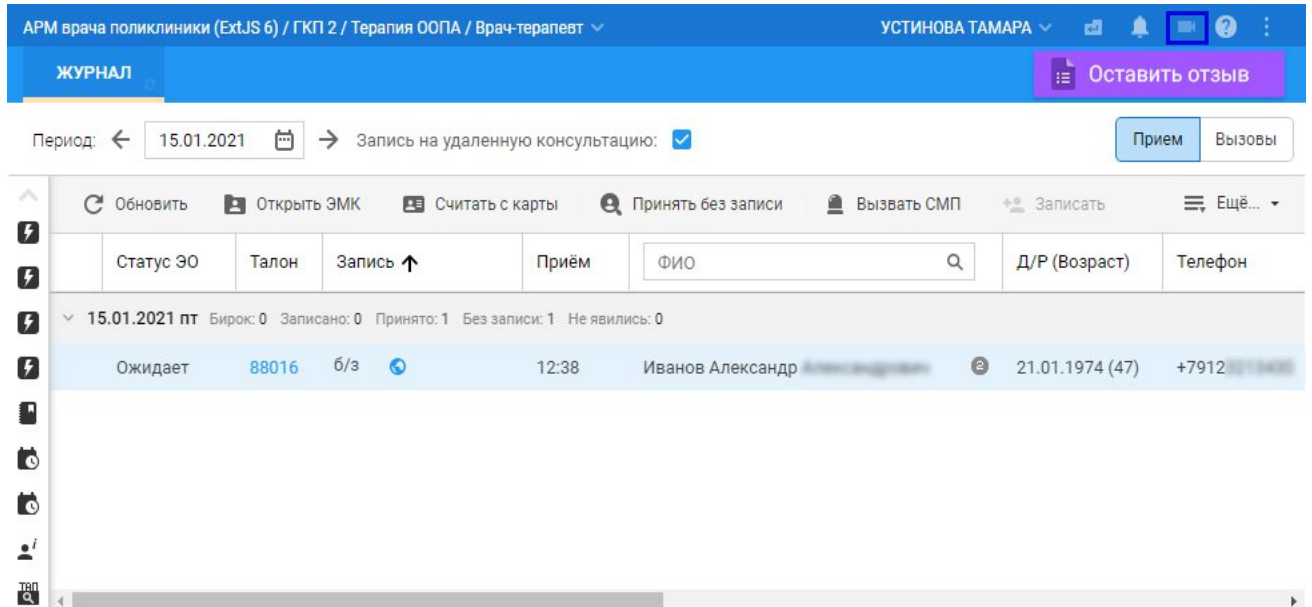 АРМ врача поликлиники (ExtJS 6) / ГКП 2 / Терапия ООПА / Врач-терапевт УСТИНОВА ТАМАРА
ЖУРНАЛ Оставить отзыв
Период: 15.01.2021 Запись на удаленную консультацию: Прием Вызовы
Обновить Открыть ЭМК Считать с карты Принять без записи Вызвать СМП Записать Ещё...
Статус ЭО Талон Запись Приём ФИО Д/Р (Возраст) Телефон
15.01.2021 пт Бирок: 0 Записано: 0 Принято: 1 Без записи: 1 Не явились: 0
Ожидает 88016 б/з 12:38 Иванов Александр 2 21.01.1974 (47) +7912
ТАП